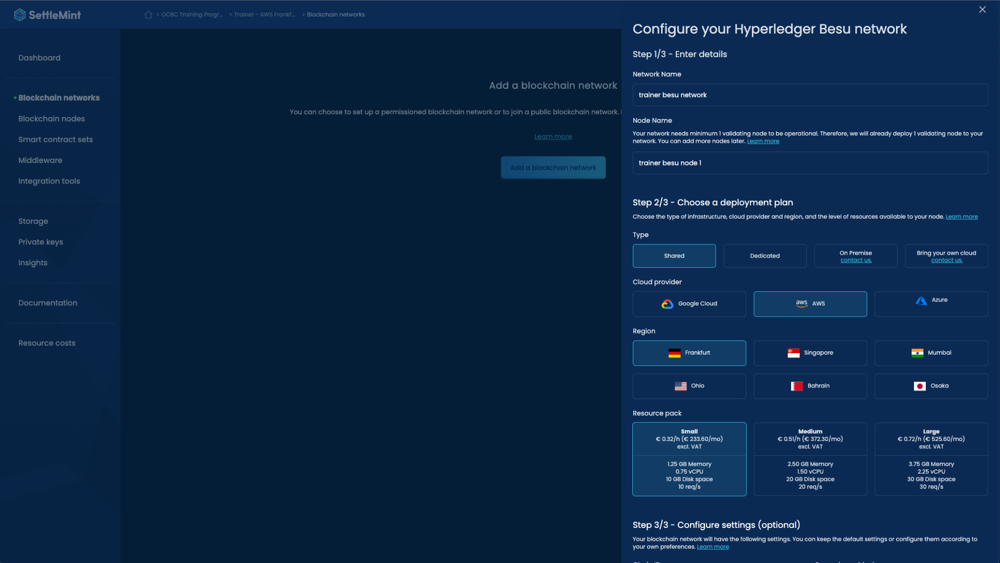 SettleMint
> OCBC Training Progr... > Trainer - AWS Frankf... > Blockchain networks
Dashboard
Blockchain networks
Blockchain nodes
Smart contract sets
Middleware
Integration tools
Storage
Private keys
Insights
Documentation
Resource costs
Add a blockchain network
You can choose to set up a permissioned blockchain network or to join a public blockchain network.
Learn more
Add a blockchain network
Configure your Hyperledger Besu network
Step 1/3 - Enter details
Network Name
trainer besu network
Node Name
Your network needs minimum 1 validating node to be operational. Therefore, we will already deploy 1 validating node to your
network. You can add more nodes later. Learn more
trainer besu node 1
Step 2/3 - Choose a deployment plan
Choose the type of infrastructure, cloud provider and region, and the level of resources available to your node. Learn more
Type
Shared
Dedicated
On Premise
contact us.
Bring your own cloud
contact us.
Cloud provider
Google Cloud
aws AWS
Azure
Region
Frankfurt
Singapore
Mumbai
Ohio
Bahrain
Osaka
Resource pack
Small
€ 0.32/h (€ 233.60/mo)
excl. VAT
1.25 GB Memory
0.75 vCPU
10 GB Disk space
10 req/s
Medium
€ 0.51/h (€ 372.30/mo)
excl. VAT
2.50 GB Memory
1.50 vCPU
20 GB Disk space
20 req/s
Large
€ 0.72/h (€ 525.60/mo)
excl. VAT
3.75 GB Memory
2.25 vCPU
30 GB Disk space
30 req/s
Step 3/3 - Configure settings (optional)
Your blockchain network will have the following settings. You can keep the default settings or configure them according to
your own preferences. Learn more